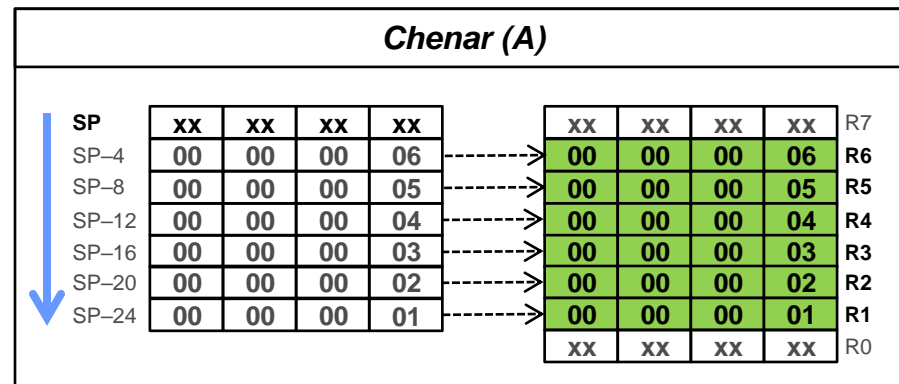 Chenar (A)
SP xx xx xx xx xx xx xx xx R7
SP–4 00 00 00 06 00 00 00 06 R6
SP–8 00 00 00 05 00 00 00 05 R5
SP–12 00 00 00 04 00 00 00 04 R4
SP–16 00 00 00 03 00 00 00 03 R3
SP–20 00 00 00 02 00 00 00 02 R2
SP–24 00 00 00 01 00 00 00 01 R1
xx xx xx xx R0